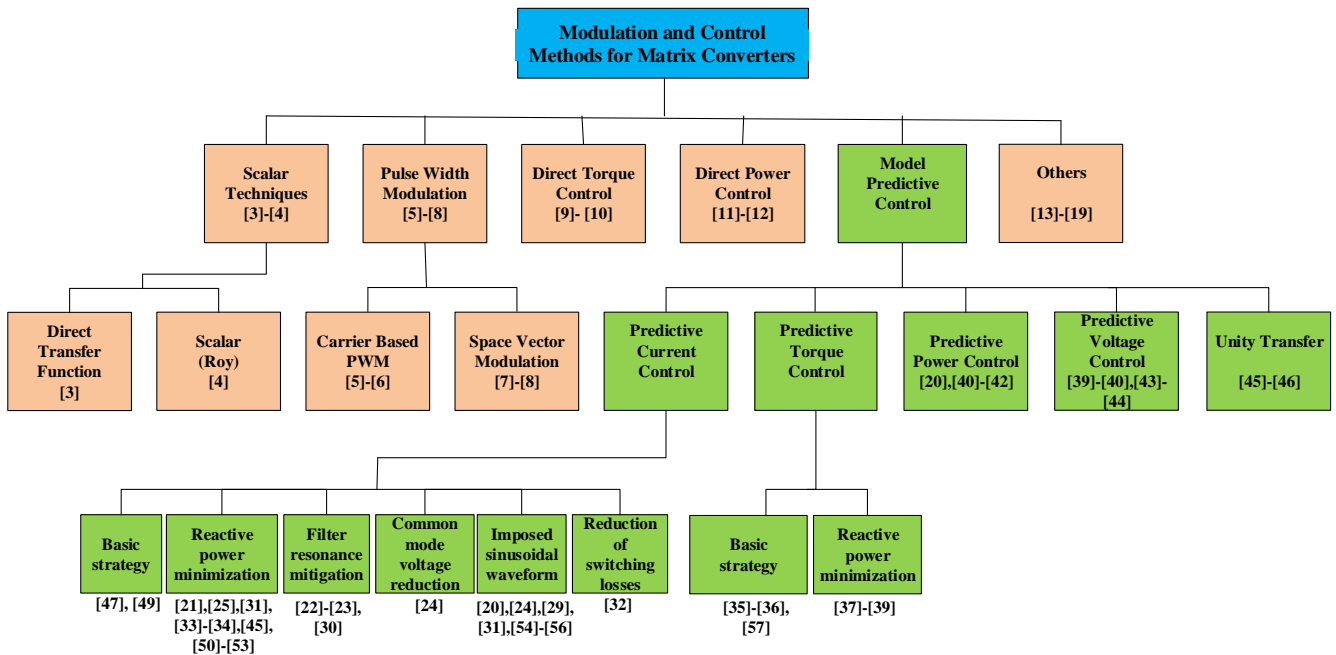 Modulation and Control
Methods for Matrix Converters
Scalar
Techniques
[3]-[4]
Pulse Width
Modulation
[5]-[8]
Direct Torque
Control
[9]- [10]
Direct Power
Control
[11]-[12]
Model
Predictive
Control
Others
[13]-[19]
Direct
Transfer
Function
[3]
Scalar
(Roy)
[4]
Carrier Based
PWM
[5]-[6]
Space Vector
Modulation
[7]-[8]
Predictive
Current
Control
Predictive
Torque
Control
Predictive
Power Control
[20],[40]-[42]
Predictive
Voltage
Control
[39]-[40],[43]-
[44]
Unity Transfer
[45]-[46]
Basic
strategy
[47], [49]
Reactive
power
minimization
[21],[25],[31],
[33]-[34],[45],
[50]-[53]
Filter
resonance
mitigation
[22]-[23],
[30]
Common
mode
voltage
reduction
[24]
Imposed
sinusoidal
waveform
[20],[24],[29],
[31],[54]-[56]
Reduction
of
switching
losses
[32]
Basic
strategy
[35]-[36],
[57]
Reactive
power
minimization
[37]-[39]